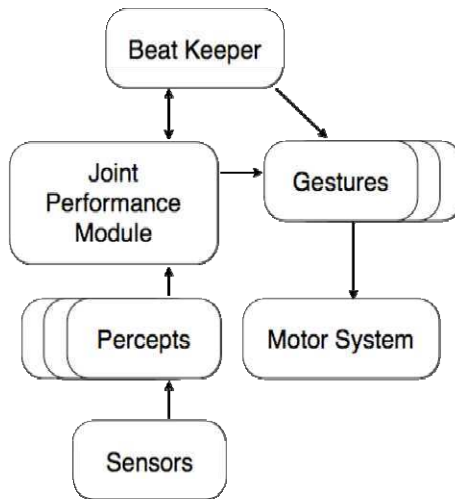 Beat Keeper
Joint
Performance
Module
Gestures
Percepts
Motor System
Sensors